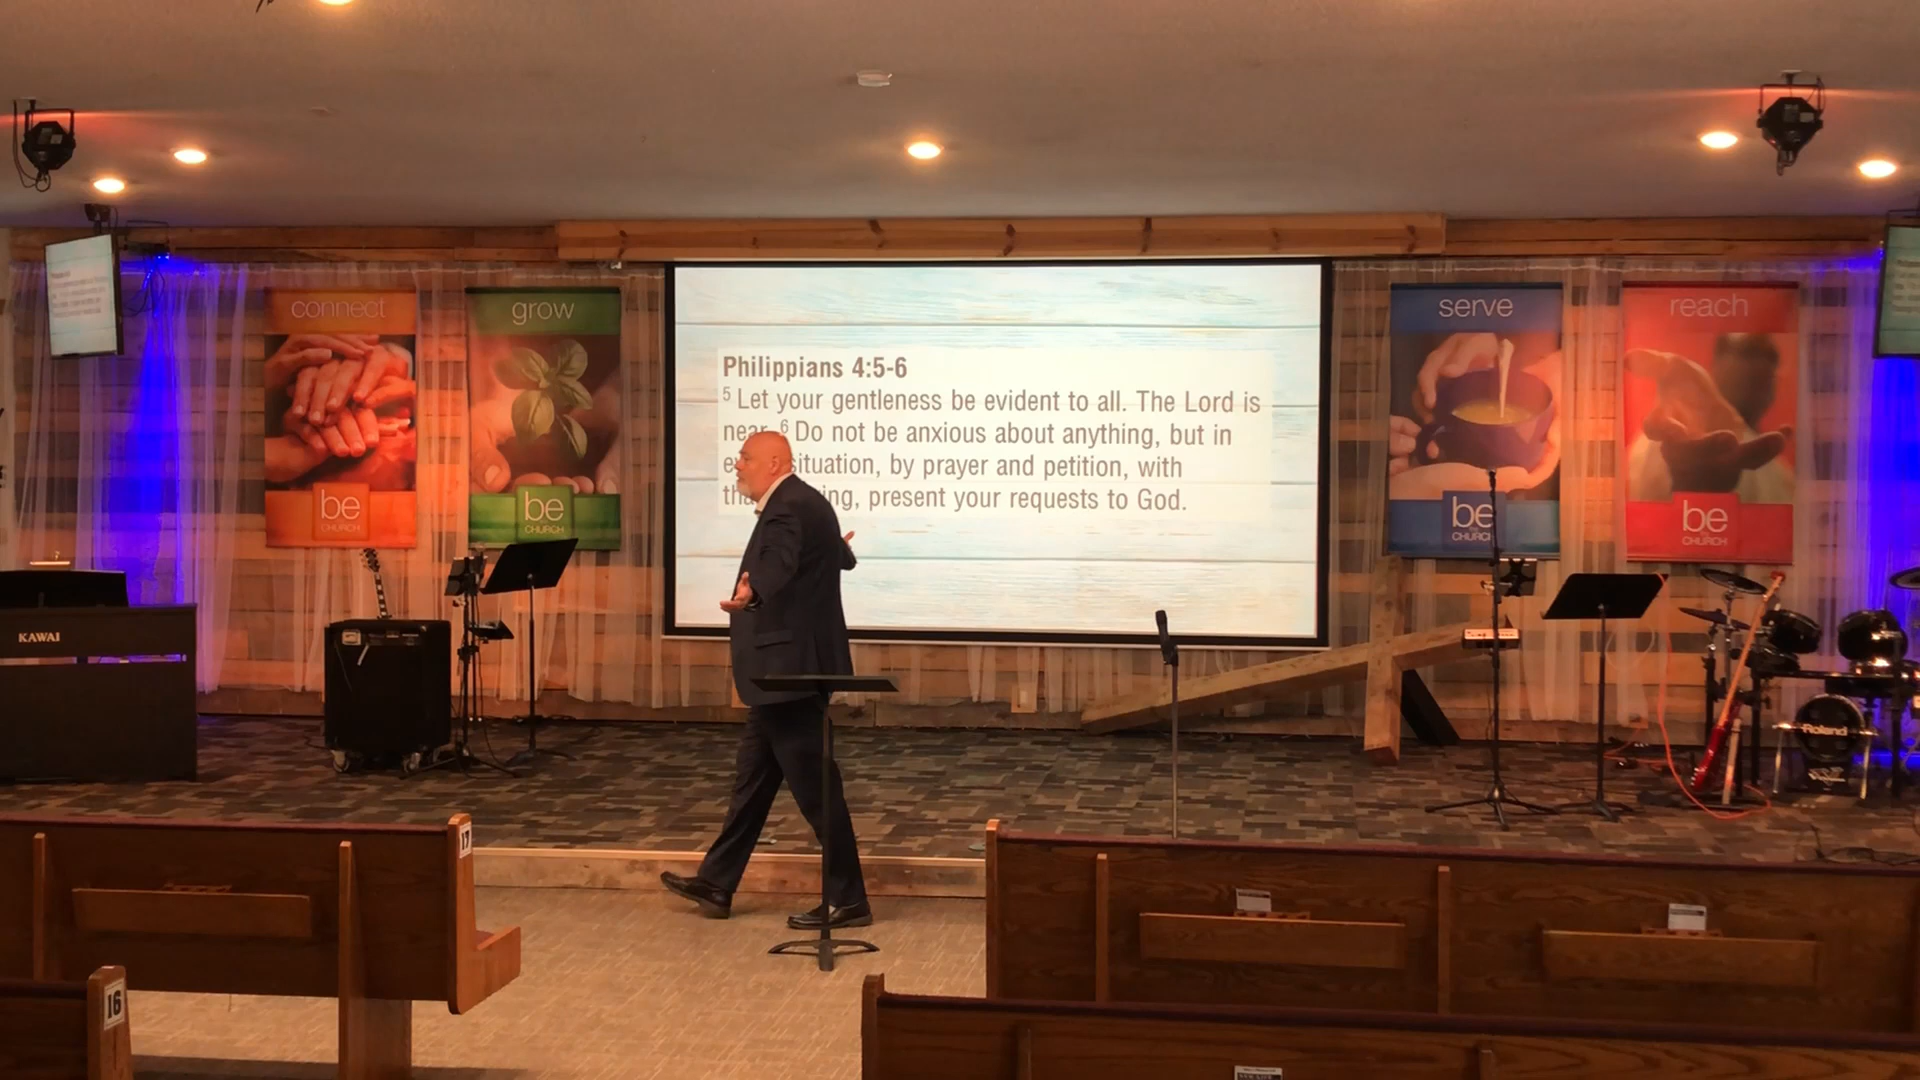 connect
grow
serve
reach
Philippians 4:5-6
5 Let your gentleness be evident to all. The Lord is
6 Do not be anxious about anything, but in
situation, by prayer and petition, with
present your requests to God.
be
CHURCH
be
CHURCH
be
CHURCH
be
CHURCH
KAWAI
Roland
17
16